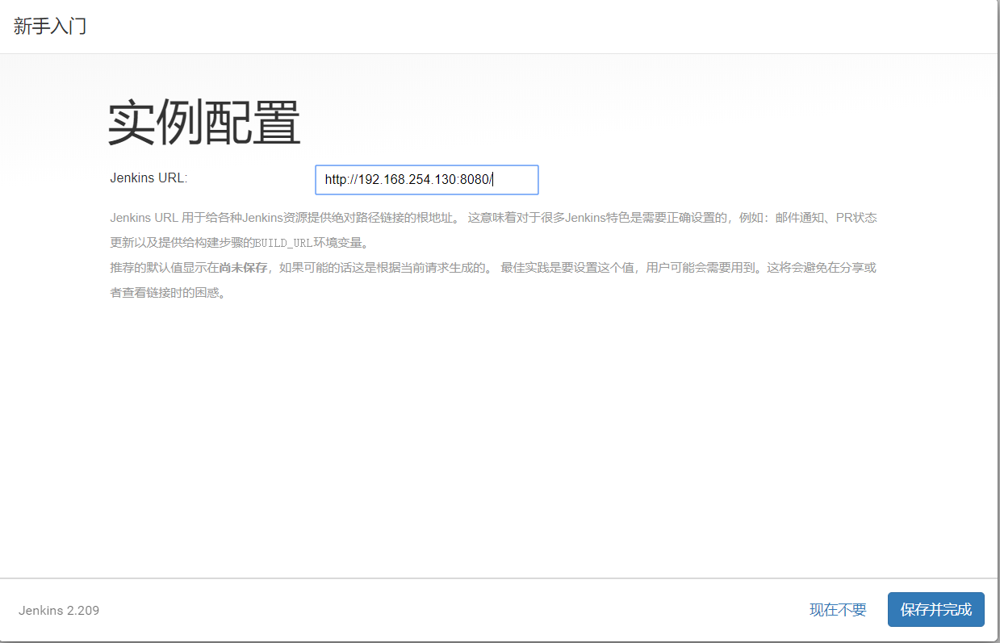 新手入门
实例配置
Jenkins URL:
http://192.168.254.130:8080/
Jenkins URL 用于给各种Jenkins资源提供绝对路径链接的根地址。 这意味着对于很多Jenkins特色是需要正确设置的，例如：邮件通知、PR状态
更新以及提供给构建步骤的BUILD_URL环境变量。
推荐的默认值显示在尚未保存，如果可能的话这是根据当前请求生成的。 最佳实践是要设置这个值，用户可能会需要用到。这将会避免在分享或
者查看链接时的困惑。
Jenkins 2.209
现在不要
保存并完成